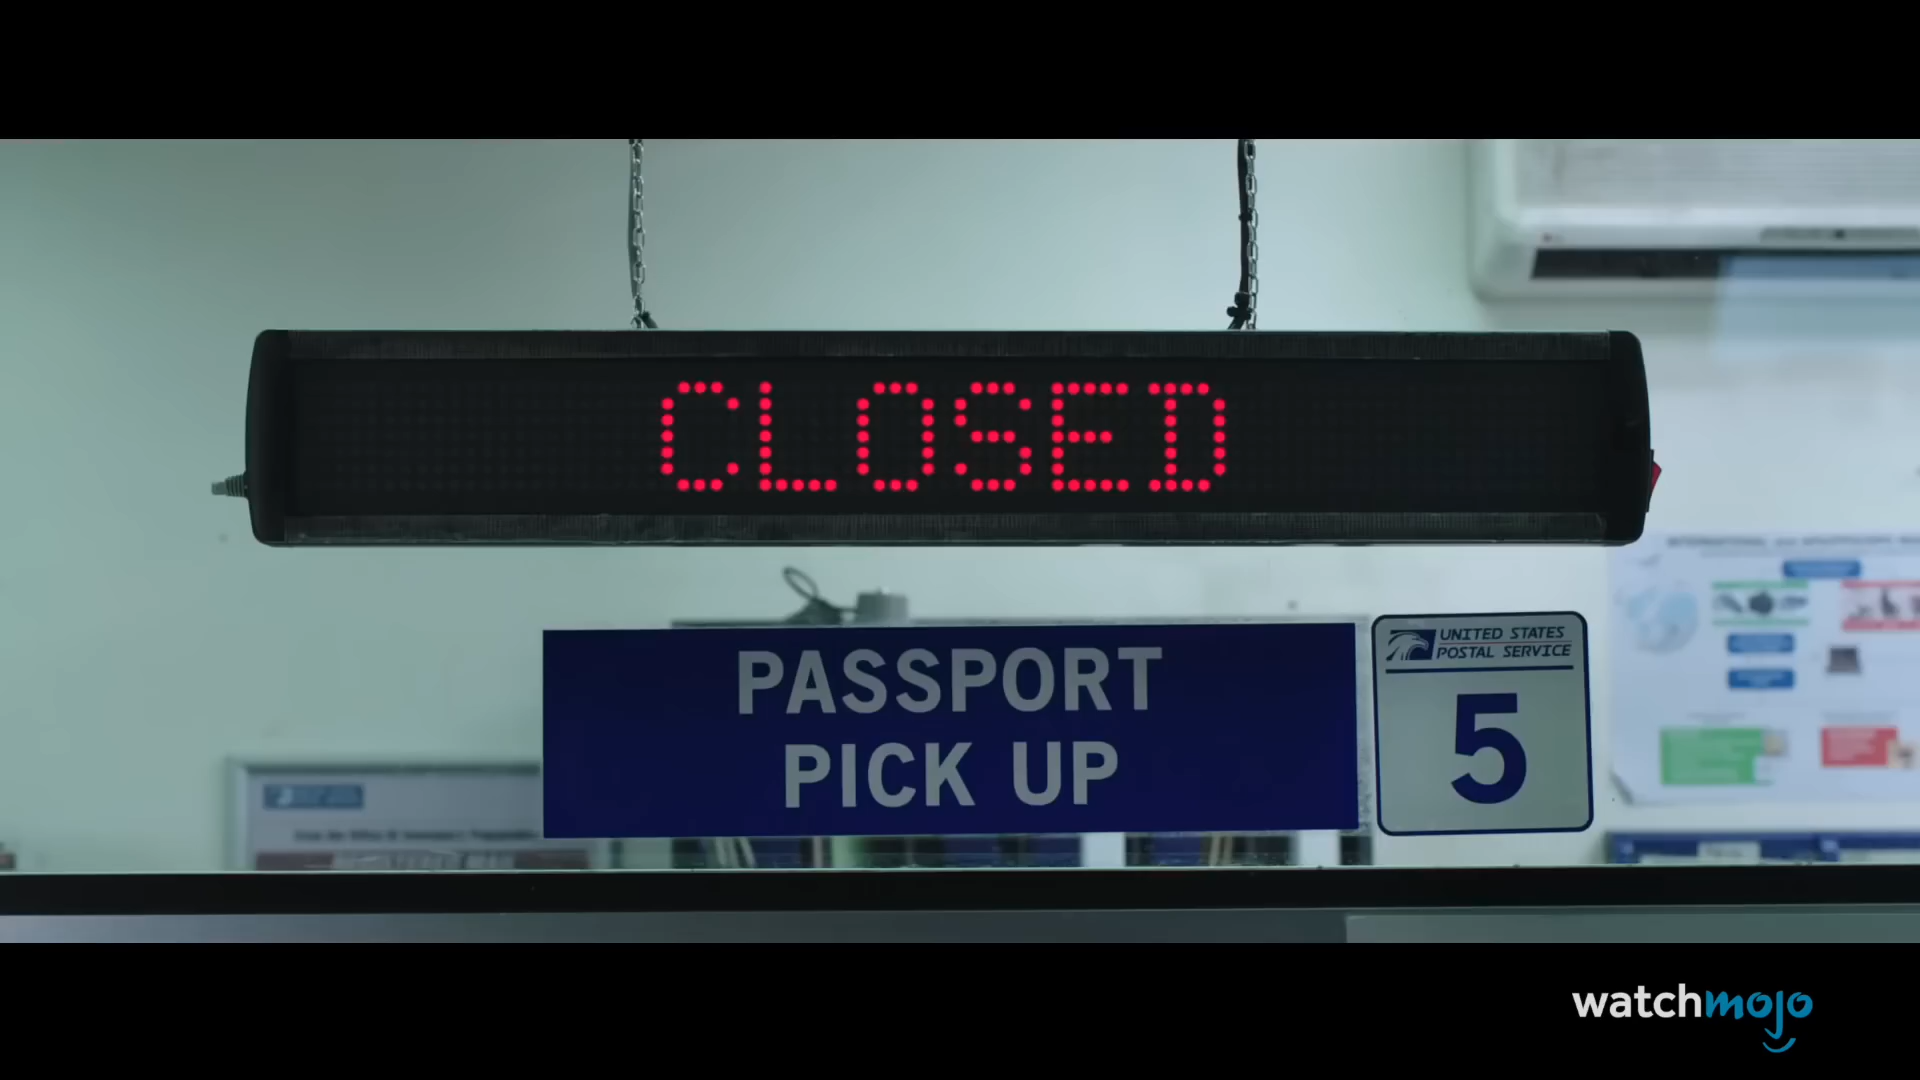 CLOSED
PASSPORT
PICK UP
UNITED STATES
POSTAL SERVICE
5
watchmojo